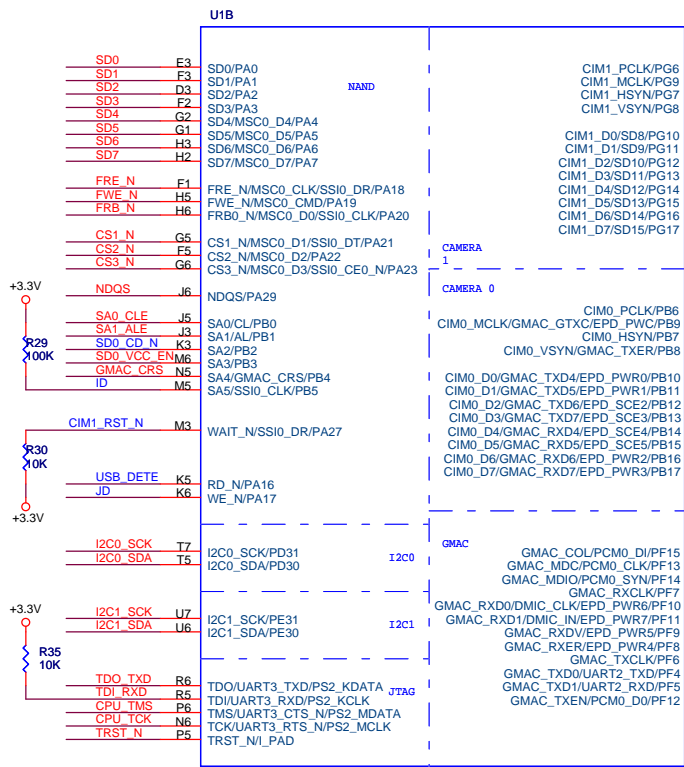 U1B
SD0 E3 SD0/PA0
SD1 F3 SD1/PA1
SD2 D3 SD2/PA2
SD3 F2 SD3/PA3
SD4 G2 SD4/MSC0_D4/PA4
SD5 G1 SD5/MSC0_D5/PA5
SD6 H3 SD6/MSC0_D6/PA6
SD7 H2 SD7/MSC0_D7/PA7
NAND
FRE_N F1 FRE_N/MSC0_CLK/SSI0_DR/PA18
FWE_N H5 FWE_N/MSC0_CMD/PA19
FRB_N H6 FRB0_N/MSC0_D0/SSI0_CLK/PA20
CS1_N G5 CS1_N/MSC0_D1/SSI0_DT/PA21
CS2_N F5 CS2_N/MSC0_D2/PA22
CS3_N G6 CS3_N/MSC0_D3/SSI0_CE0_N/PA23
+3.3V
NDQS J6 NDQS/PA29
SA0_CLE J5 SA0/CL/PB0
SA1_ALE J3 SA1/AL/PB1
SD0_CD_N K3 SA2/PB2
SD0_VCC_EN M6 SA3/PB3
GMAC_CRS N5 SA4/GMAC_CRS/PB4
ID M5 SA5/SSI0_CLK/PB5
R29
100K
CIM1_RST_N M3 WAIT_N/SSI0_DR/PA27
R30
10K
+3.3V
USB_DETE K5 RD_N/PA16
JD K6 WE_N/PA17
I2C0_SCK T7 I2C0_SCK/PD31
I2C0_SDA T5 I2C0_SDA/PD30
I2C0
+3.3V
I2C1_SCK U7 I2C1_SCK/PE31
I2C1_SDA U6 I2C1_SDA/PE30
I2C1
R35
10K
TDO_TXD R6 TDO/UART3_TXD/PS2_KDATA
TDI_RXD R5 TDI/UART3_RXD/PS2_KCLK
CPU_TMS P6 TMS/UART3_CTS_N/PS2_MDATA
CPU_TCK N6 TCK/UART3_RTS_N/PS2_MCLK
TRST_N P5 TRST_N/I_PAD
JTAG
CIM1_PCLK/PG6
CIM1_MCLK/PG9
CIM1_HSYN/PG7
CIM1_VSYN/PG8
CIM1_D0/SD8/PG10
CIM1_D1/SD9/PG11
CIM1_D2/SD10/PG12
CIM1_D3/SD11/PG13
CIM1_D4/SD12/PG14
CIM1_D5/SD13/PG15
CIM1_D6/SD14/PG16
CIM1_D7/SD15/PG17
CAMERA
1
CAMERA 0
CIM0_PCLK/PB6
CIM0_MCLK/GMAC_GTXC/EPD_PWC/PB9
CIM0_HSYN/PB7
CIM0_VSYN/GMAC_TXER/PB8
CIM0_D0/GMAC_TXD4/EPD_PWR0/PB10
CIM0_D1/GMAC_TXD5/EPD_PWR1/PB11
CIM0_D2/GMAC_TXD6/EPD_SCE2/PB12
CIM0_D3/GMAC_TXD7/EPD_SCE3/PB13
CIM0_D4/GMAC_RXD4/EPD_SCE4/PB14
CIM0_D5/GMAC_RXD5/EPD_SCE5/PB15
CIM0_D6/GMAC_RXD6/EPD_PWR2/PB16
CIM0_D7/GMAC_RXD7/EPD_PWR3/PB17
GMAC
GMAC_COL/PCM0_DI/PF15
GMAC_MDC/PCM0_CLK/PF13
GMAC_MDIO/PCM0_SYN/PF14
GMAC_RXCLK/PF7
GMAC_RXD0/DMIC_CLK/EPD_PWR6/PF10
GMAC_RXD1/DMIC_IN/EPD_PWR7/PF11
GMAC_RXDV/EPD_PWR5/PF9
GMAC_RXER/EPD_PWR4/PF8
GMAC_TXCLK/PF6
GMAC_TXD0/UART2_TXD/PF4
GMAC_TXD1/UART2_RXD/PF5
GMAC_TXEN/PCM0_D0/PF12